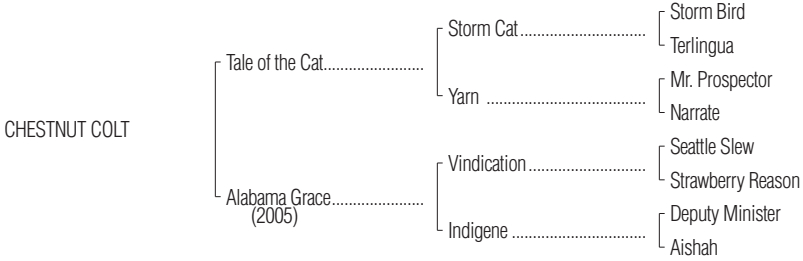 Storm Bird
Storm Cat..............................
Terlingua
Tale of the Cat........................
Mr. Prospector
Yarn ......................................
Narrate
CHESTNUT COLT
Seattle Slew
Vindication............................
Strawberry Reason
Alabama Grace......................
(2005)
Deputy Minister
Indigene ................................
Aishah